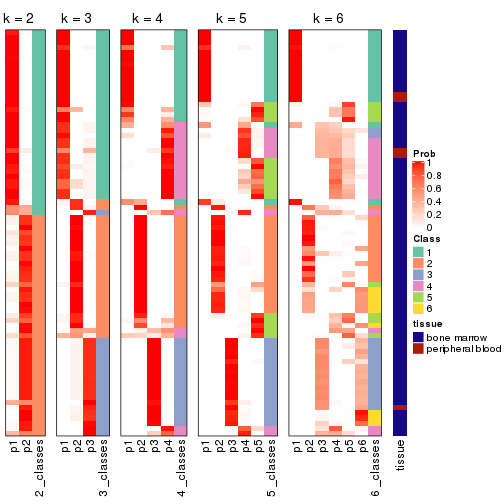 k = 2 k = 3 k = 4 k = 5 k = 6
Prob
1
0.8
0.6
0.4
0.2
0
Class
1
2
3
4
5
6
tissue
bone marrow
peripheral blood
p1 p2 2_classes p1 p2 p3 3_classes p1 p2 p3 p4 4_classes p1 p2 p3 p4 p5 5_classes p1 p2 p3 p4 p5 p6 6_classes tissue